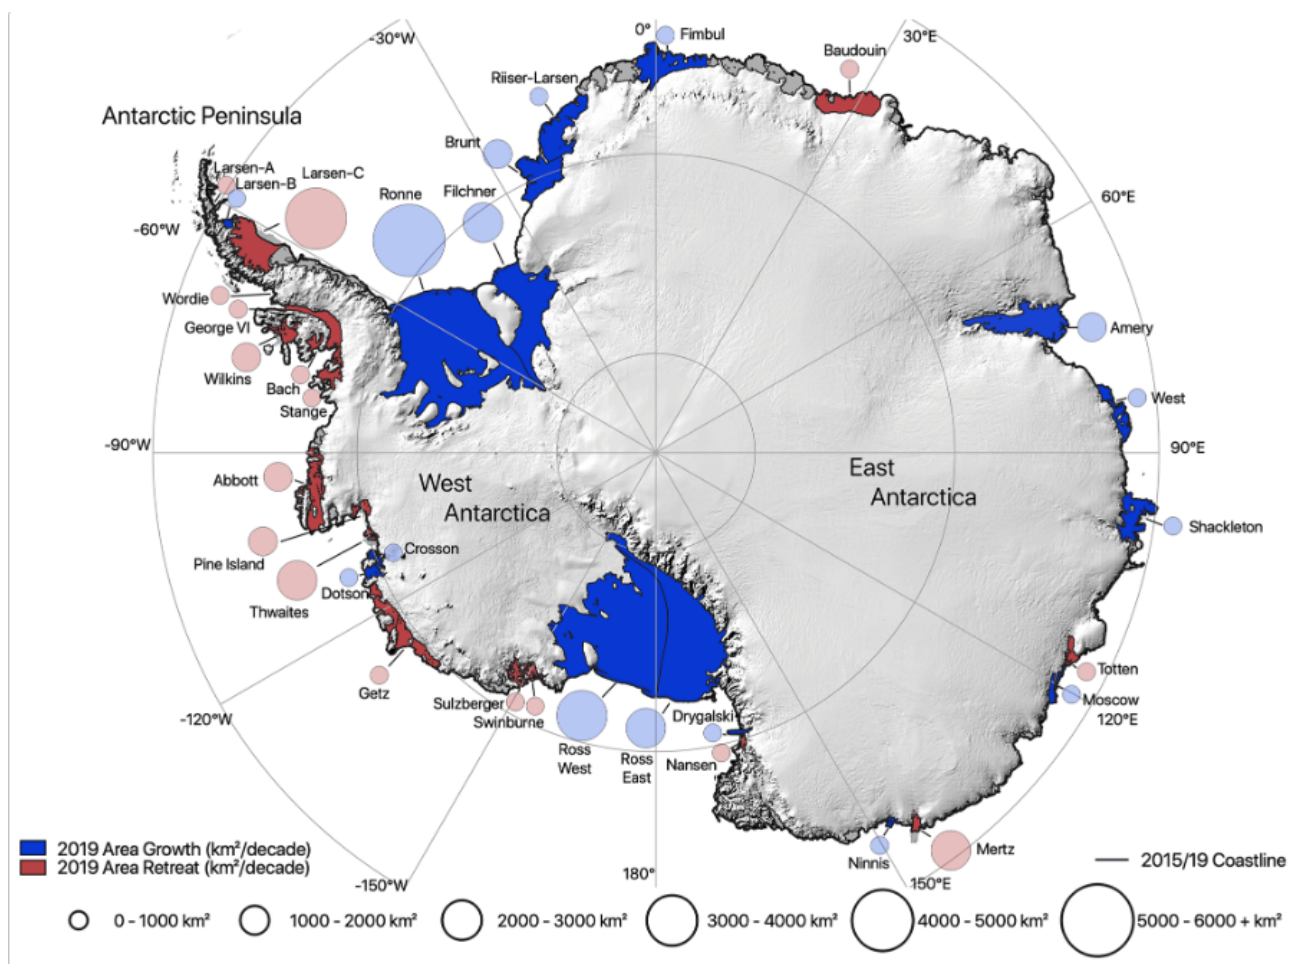 0°
Fimbul
30°E
-30°W
Baudouin
Riiser-Larsen
Antarctic Peninsula
Brunt
Larsen-A
Larsen-B
Larsen-C
Ronne
Filchner
60°E
-60°W
Wordie
George VI
Amery
Wilkins
Bach
West
Stange
-90°W
90°E
East
Antarctica
West
Antarctica
Abbott
Shackleton
Pine Island
Crosson
Dotson
Thwaites
Totten
Getz
Moscow
Sulzberger
Swinburne
Drygalski
120°E
-120°W
Ross
West
Ross
East
Nansen
2019 Area Growth (km²/decade)
2019 Area Retreat (km²/decade)
Ninnis
Mertz
2015/19 Coastline
-150°W
180°
150°E
0 - 1000 km²
1000 - 2000 km²
2000 - 3000 km²
3000 - 4000 km²
4000 - 5000 km²
5000 - 6000 + km²